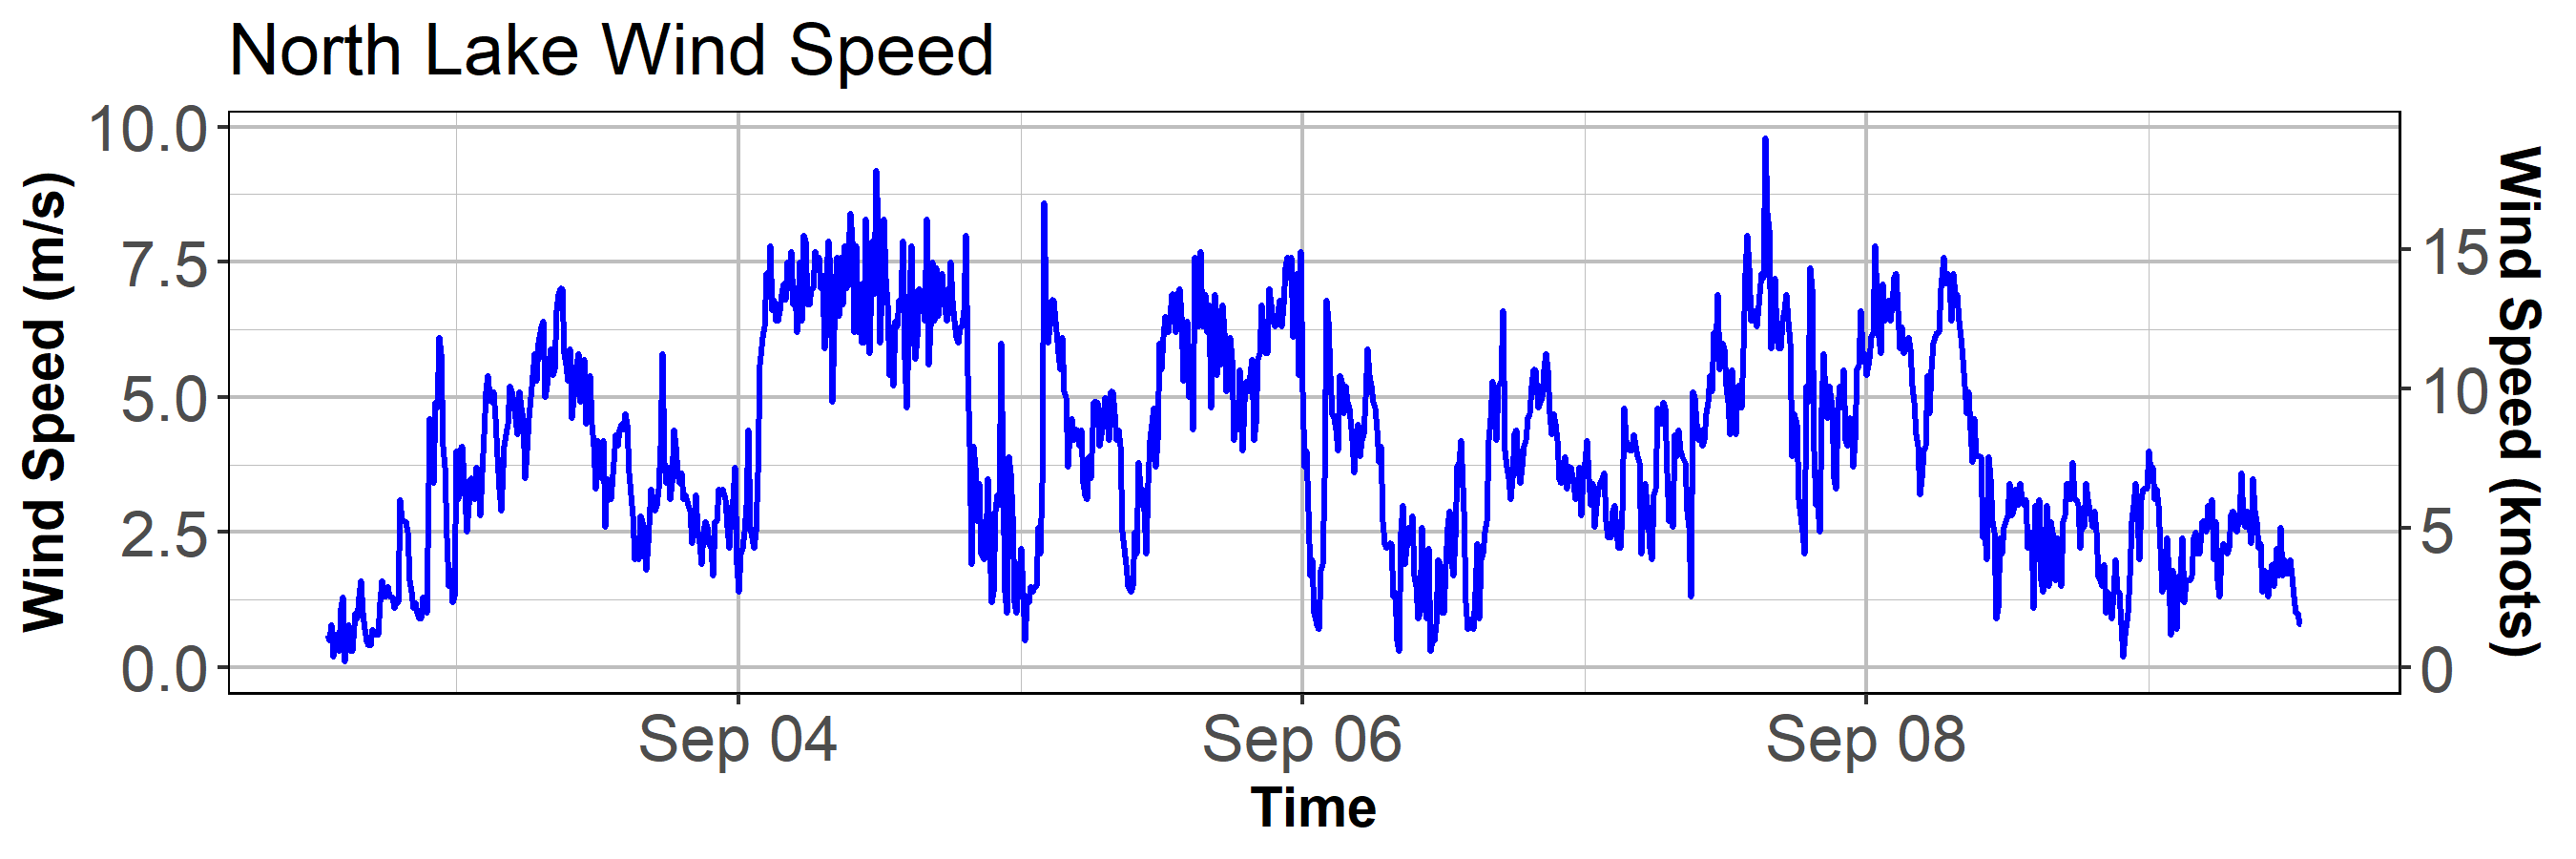 North Lake Wind Speed
Wind Speed (m/s)
10.0
7.5
5.0
2.5
0.0
Wind Speed (knots)
15
10
5
0
Sep 04
Sep 06
Sep 08
Time